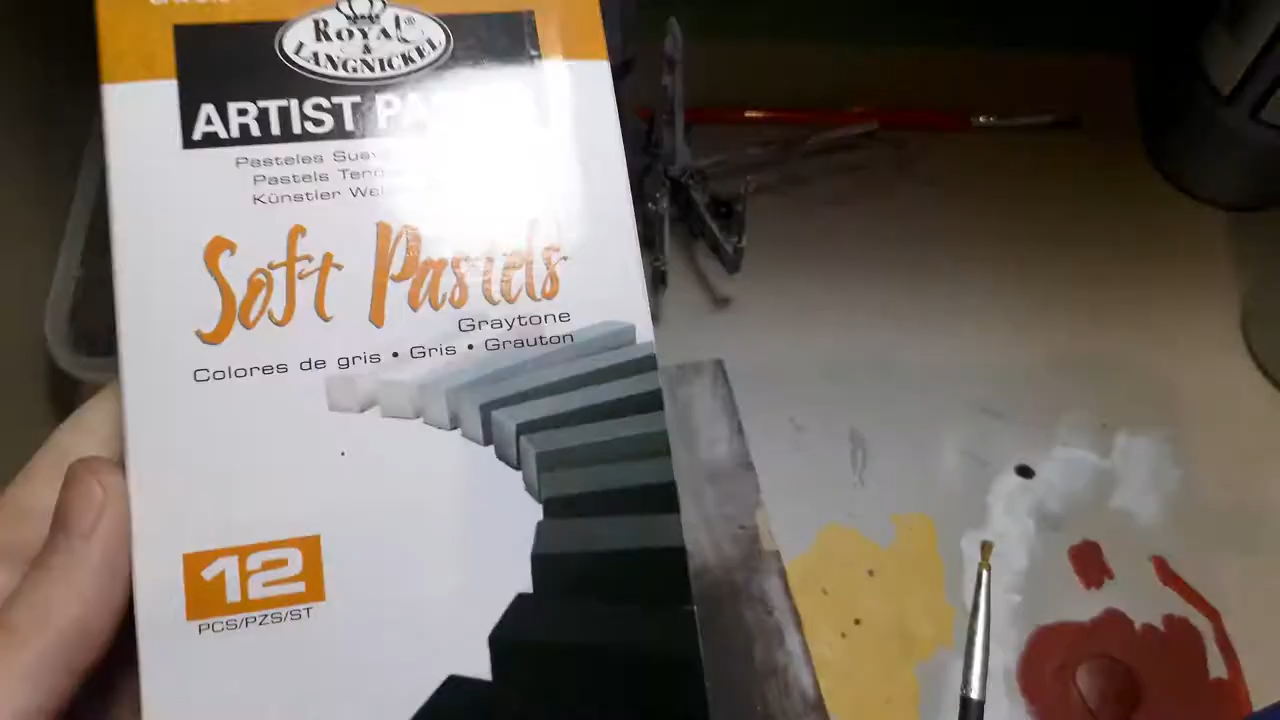 ROYAL®
&
LANGNICKEL
ARTIST
Pasteles
Pastels
Künstler
Soft Pastels
Graytone
Colores de gris • Gris • Grauton
12
PCS/PZS/ST